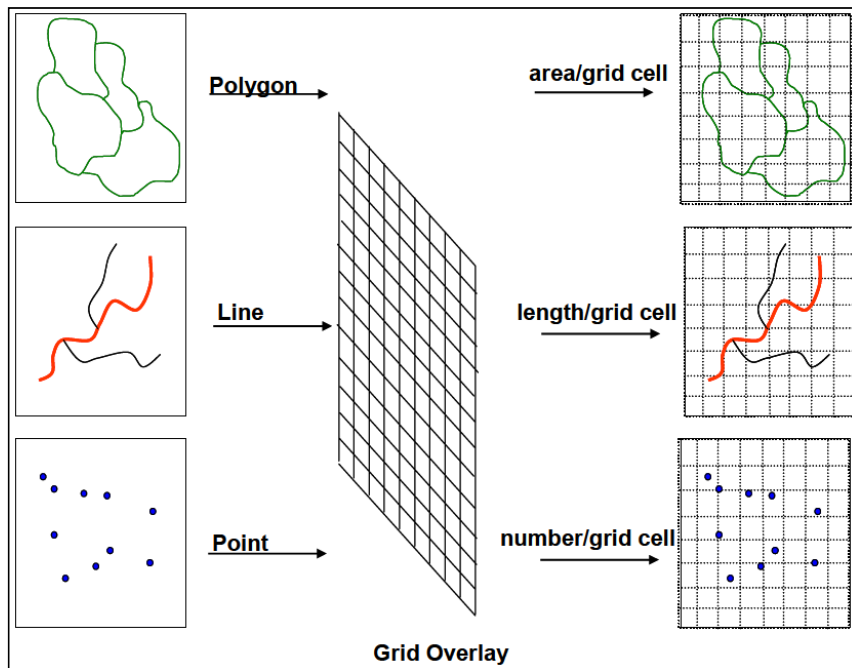 Polygon
area/grid cell
Line
length/grid cell
Point
number/grid cell
Grid Overlay